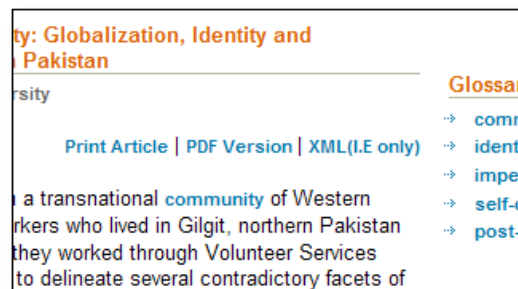 ty: Globalization, Identity and
Pakistan
rsity
Print Article | PDF Version | XML(I.E only)
a transnational community of Western
rkers who lived in Gilgit, northern Pakistan
they worked through Volunteer Services
to delineate several contradictory facets of
Glossar
comm
ident
impe
self-
post-